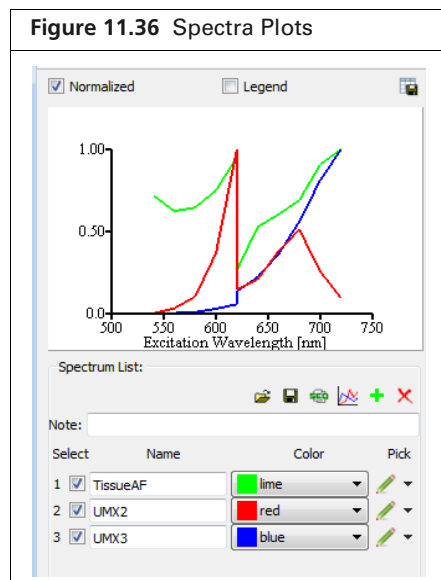 Figure 11.36 Spectra Plots
Normalized Legend
1.00
0.50
0.0
500 550 600 650 700 750
Excitation Wavelength [nm]
Spectrum List:
Note:
Select Name Color Pick
1 TissueAF lime
2 UMX2 red
3 UMX3 blue